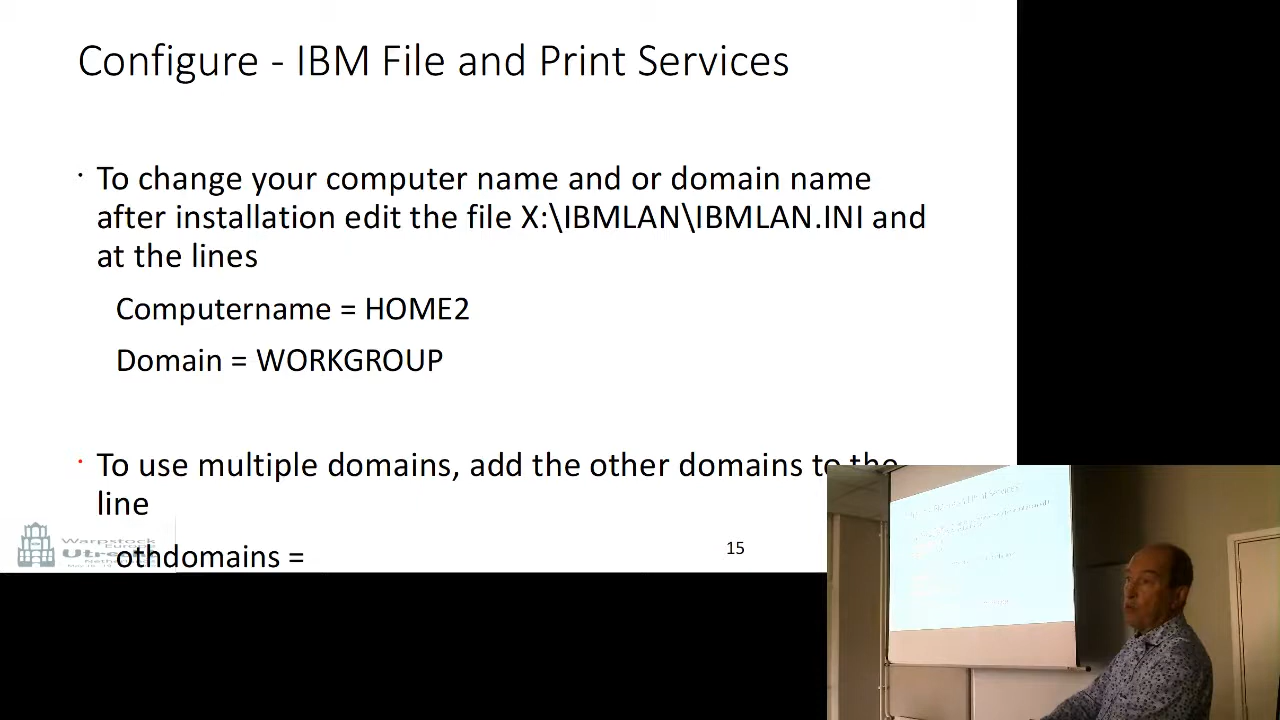 Configure - IBM File and Print Services
To change your computer name and or domain name
after installation edit the file X:\IBMLAN\IBMLAN.INI and
at the lines
Computername = HOME2
Domain = WORKGROUP
To use multiple domains, add the other domains to the
line
othdomains =
Warpstock
Europe
15